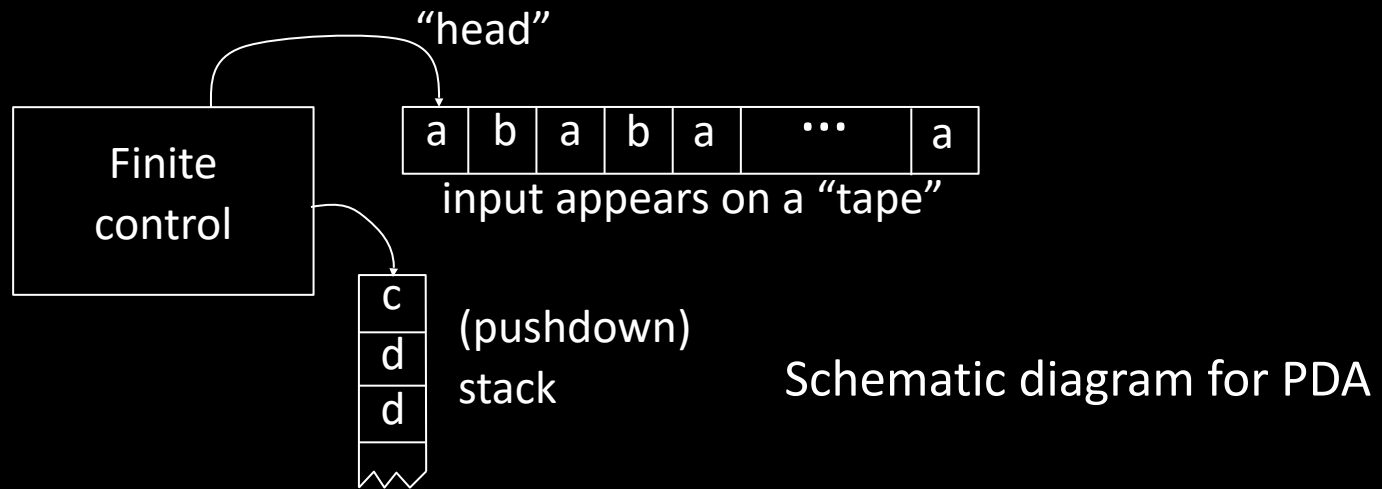 “head”
a b a b a ... a
Finite
control
input appears on a “tape”
c
d
d
(pushdown)
stack
Schematic diagram for PDA